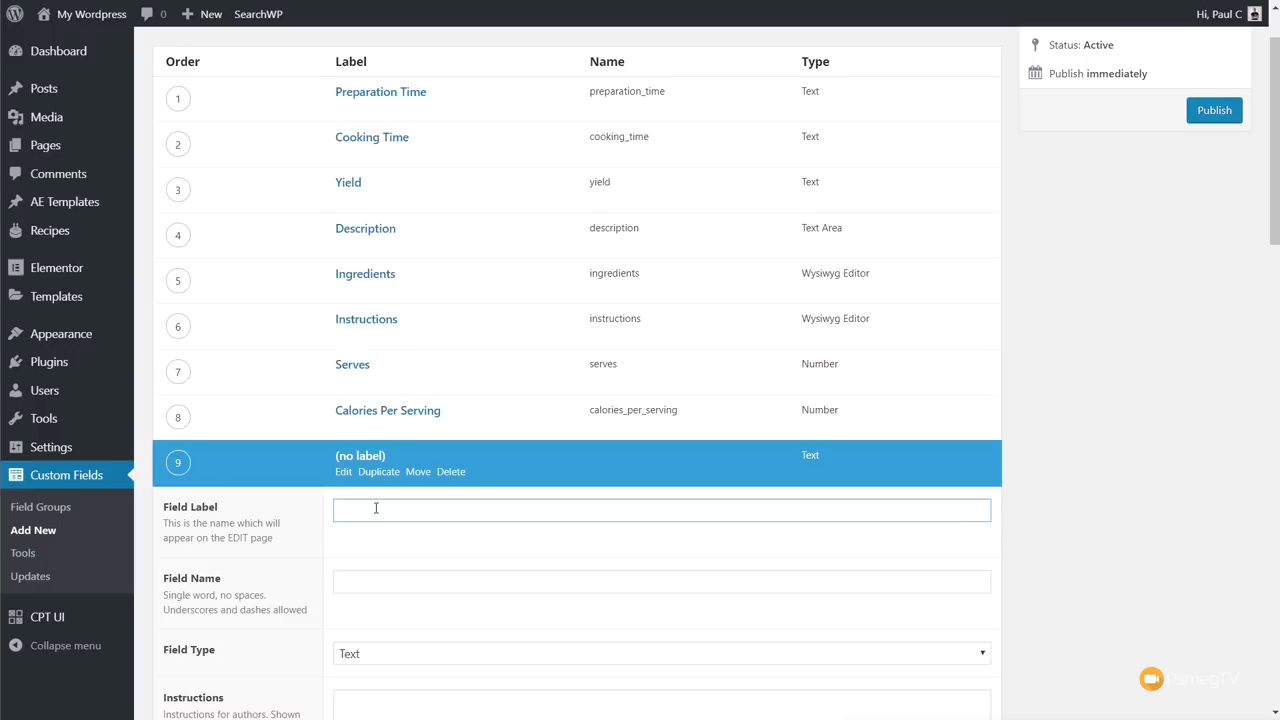 My Wordpress 0 New SearchWP Hi, Paul C
Dashboard
Posts
Media
Pages
Comments
AE Templates
Recipes
Elementor
Templates
Appearance
Plugins
Users
Tools
Settings
Custom Fields
Field Groups
Add New
Tools
Updates
CPT UI
Collapse menu
Order Label Name Type
1 Preparation Time preparation_time Text
2 Cooking Time cooking_time Text
3 Yield yield Text
4 Description description Text Area
5 Ingredients ingredients Wysiwyg Editor
6 Instructions instructions Wysiwyg Editor
7 Serves serves Number
8 Calories Per Serving calories_per_serving Number
9 (no label) Text
Edit Duplicate Move Delete
Field Label
This is the name which will
appear on the EDIT page
Field Name
Single word, no spaces.
Underscores and dashes allowed
Field Type Text
Instructions
Instructions for authors. Shown
Status: Active
Publish immediately
Publish
PsmegTV